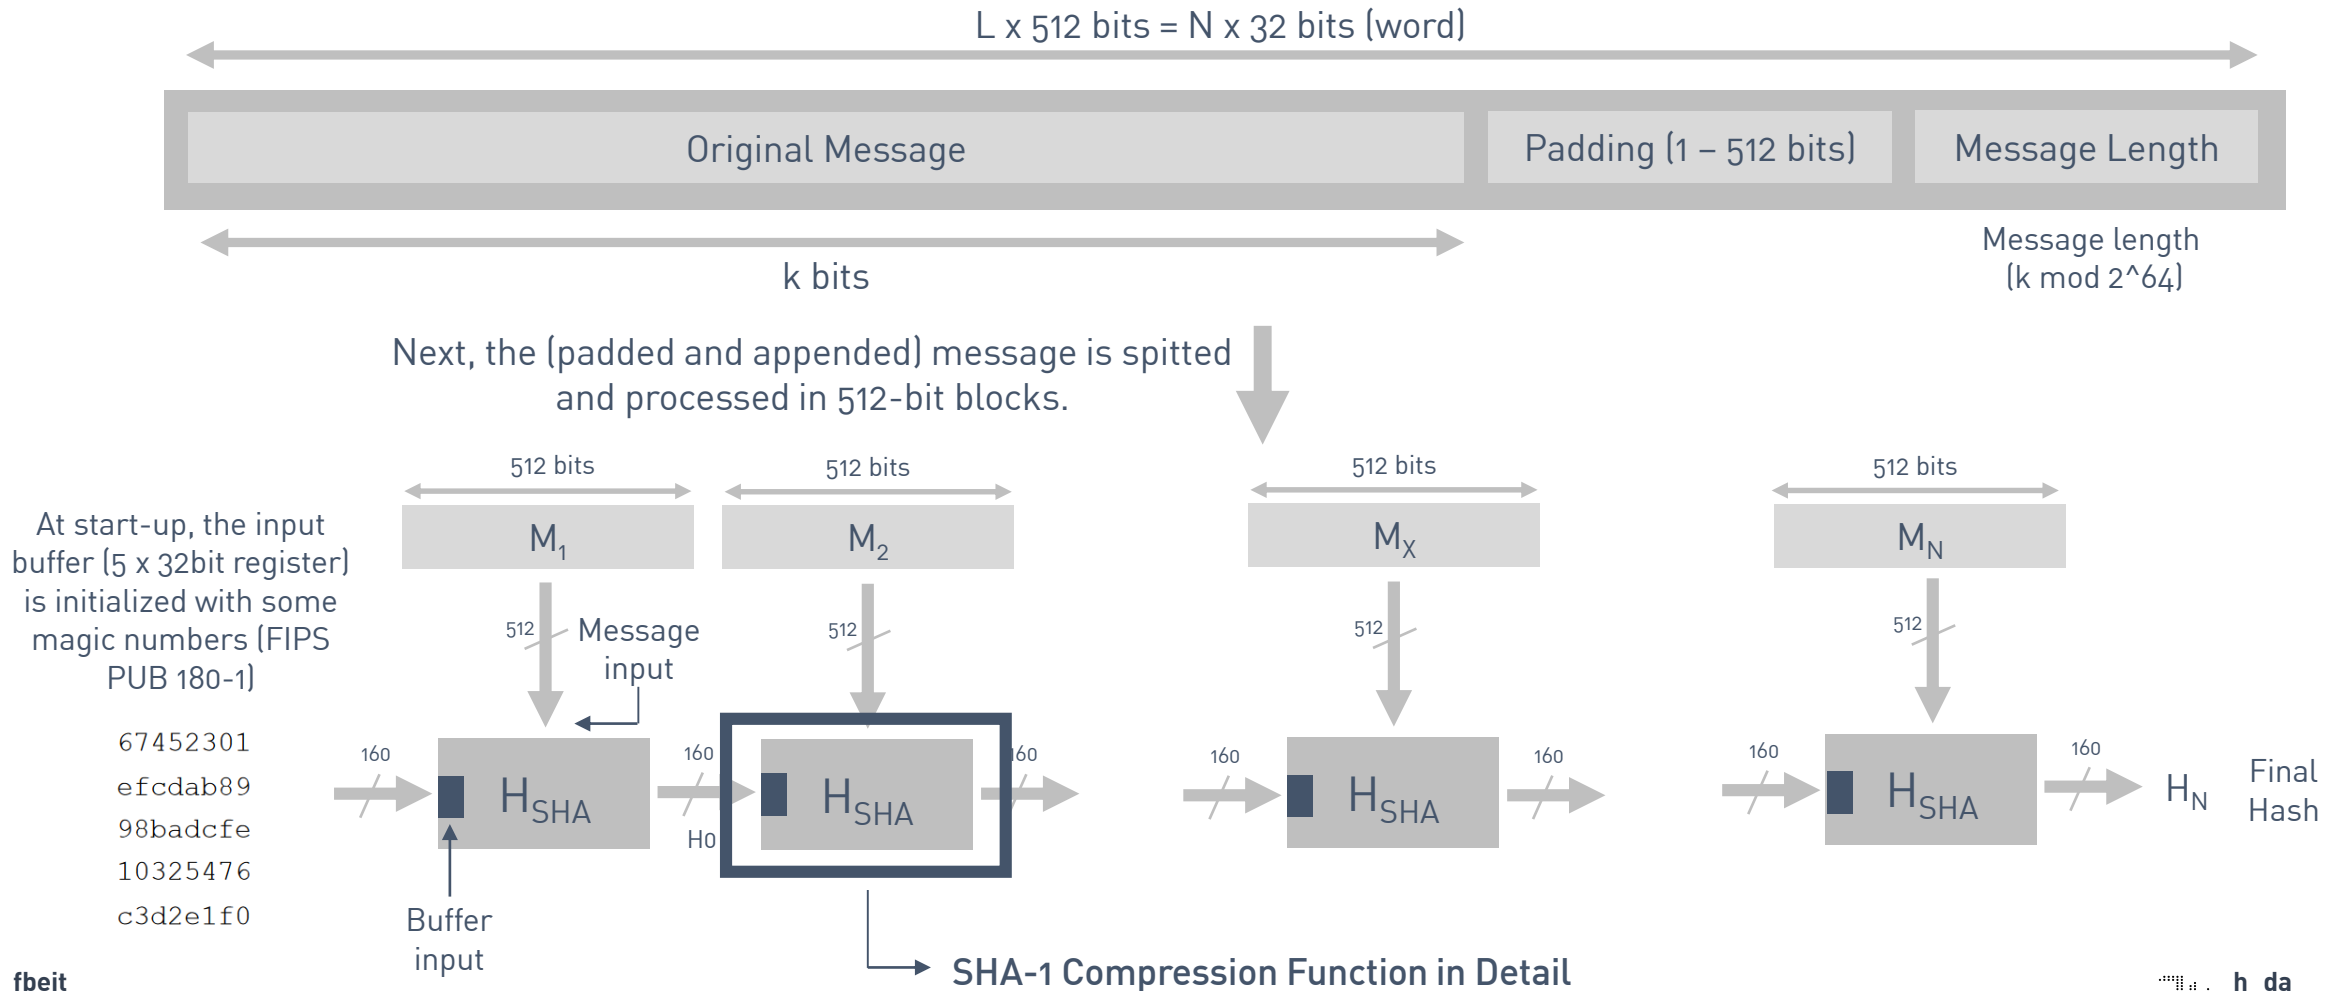 L x 512 bits = N x 32 bits (word)
Original Message
Padding (1 – 512 bits)
Message Length
k bits
Message length
(k mod 2^64)
Next, the (padded and appended) message is spitted
and processed in 512-bit blocks.
512 bits
512 bits
512 bits
512 bits
M1
M2
MX
MN
At start-up, the input
buffer (5 x 32bit register)
is initialized with some
magic numbers (FIPS
PUB 180-1)
512
Message
input
512
512
512
67452301
efcdab89
98badcfe
10325476
c3d2e1f0
160
HSHA
160
H0
HSHA
160
160
HSHA
160
160
HSHA
160
HN
Final
Hash
Buffer
input
SHA-1 Compression Function in Detail
fbeit
h_da